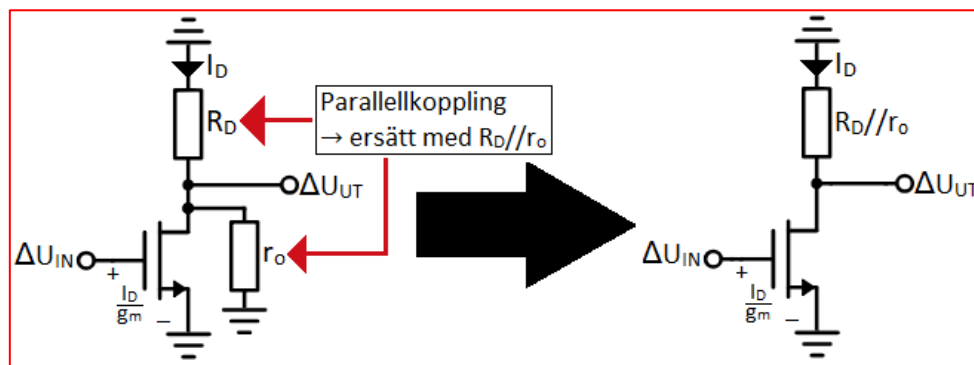 I_D
R_D
Parallellkoppling
→ ersätt med R_D//r_o
ΔU_UT
ΔU_IN
+
I_D
g_m
–
r_o
I_D
R_D//r_o
ΔU_UT
ΔU_IN
+
I_D
g_m
–